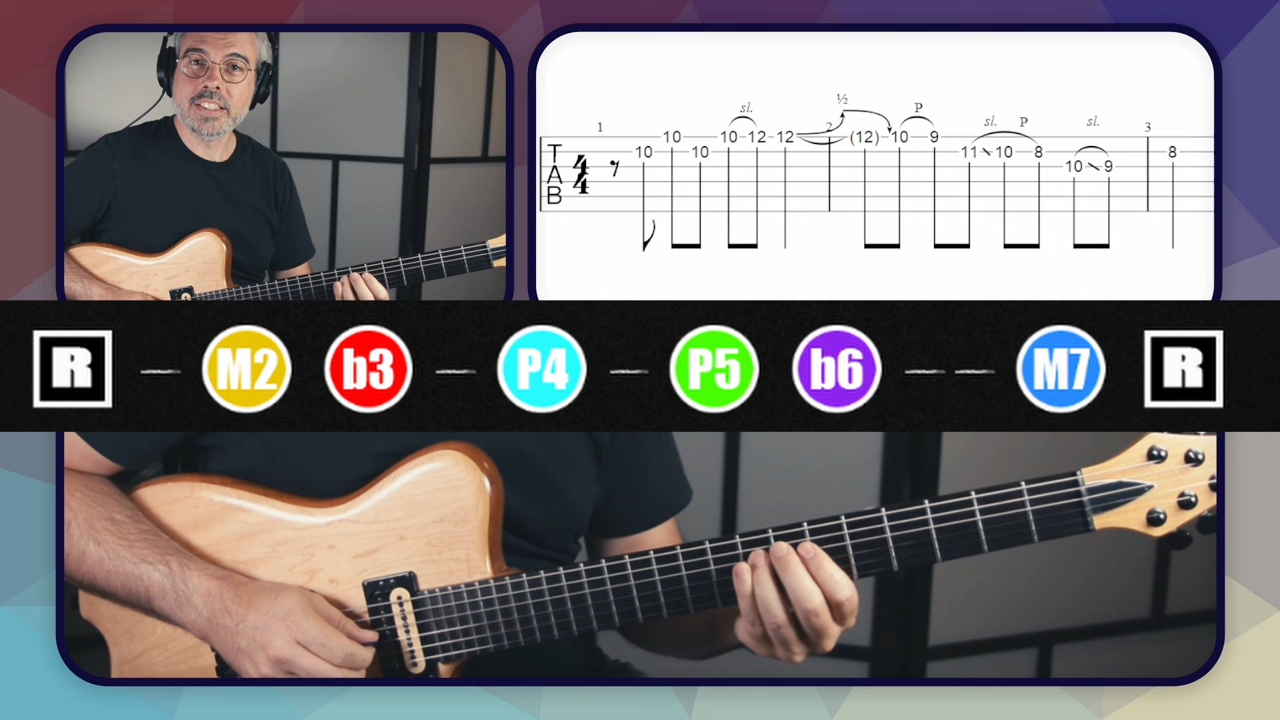 sl. ½ P sl. P sl.
1 2 3
10 10 12 12 (12) 10 9
T 10 10 11 10 8 8
A 4 10 9
B 4
R M2 b3 P4 P5 b6 M7 R